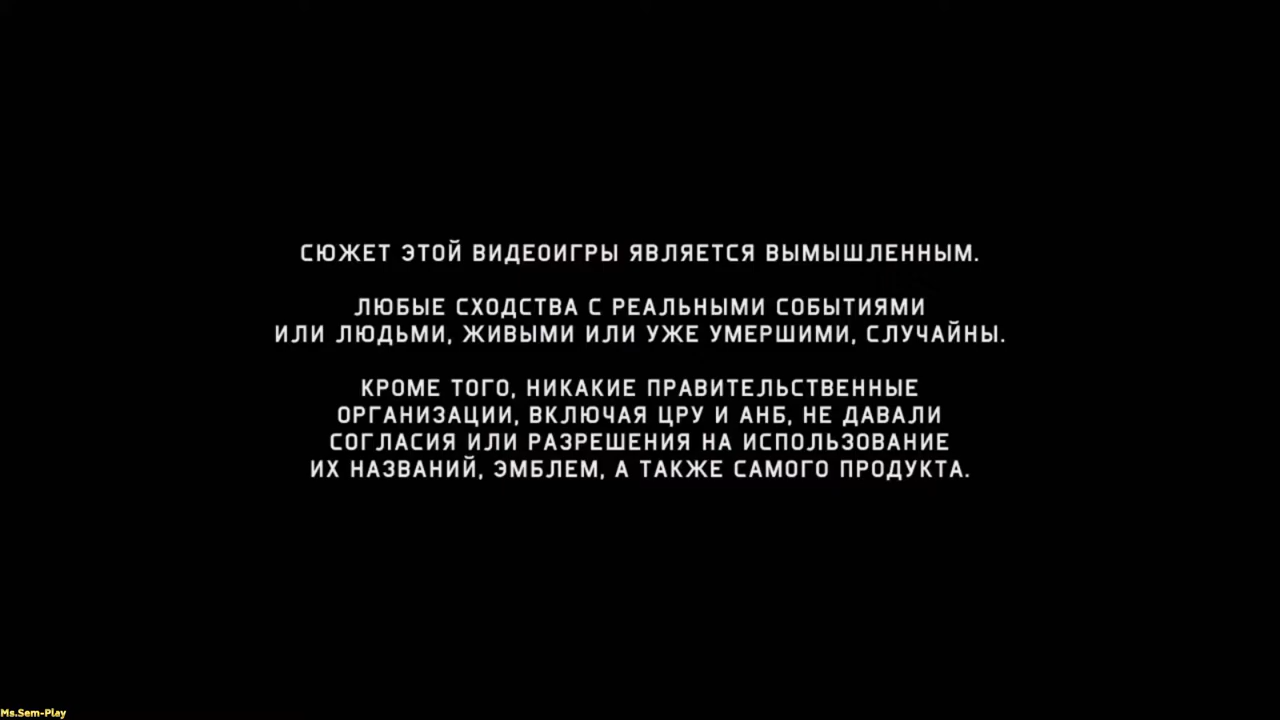 СЮЖЕТ ЭТОЙ ВИДЕОИГРЫ ЯВЛЯЕТСЯ ВЫМЫШЛЕННЫМ.
ЛЮБЫЕ СХОДСТВА С РЕАЛЬНЫМИ СОБЫТИЯМИ
ИЛИ ЛЮДЬМИ, ЖИВЫМИ ИЛИ УЖЕ УМЕРШИМИ, СЛУЧАЙНЫ.
КРОМЕ ТОГО, НИКАКИЕ ПРАВИТЕЛЬСТВЕННЫЕ
ОРГАНИЗАЦИИ, ВКЛЮЧАЯ ЦРУ И АНБ, НЕ ДАВАЛИ
СОГЛАСИЯ ИЛИ РАЗРЕШЕНИЯ НА ИСПОЛЬЗОВАНИЕ
ИХ НАЗВАНИЙ, ЭМБЛЕМ, А ТАКЖЕ САМОГО ПРОДУКТА.
Ms.Sem-Play